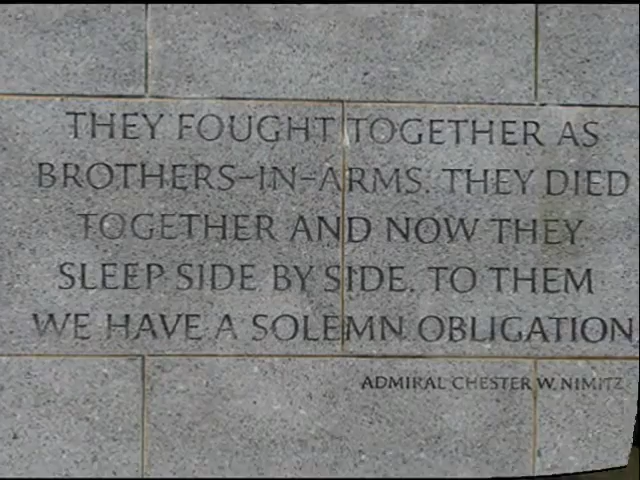 THEY FOUGHT TOGETHER AS
BROTHERS-IN-ARMS. THEY DIED
TOGETHER AND NOW THEY
SLEEP SIDE BY SIDE. TO THEM
WE HAVE A SOLEMN OBLIGATION
ADMIRAL CHESTER W. NIMITZ